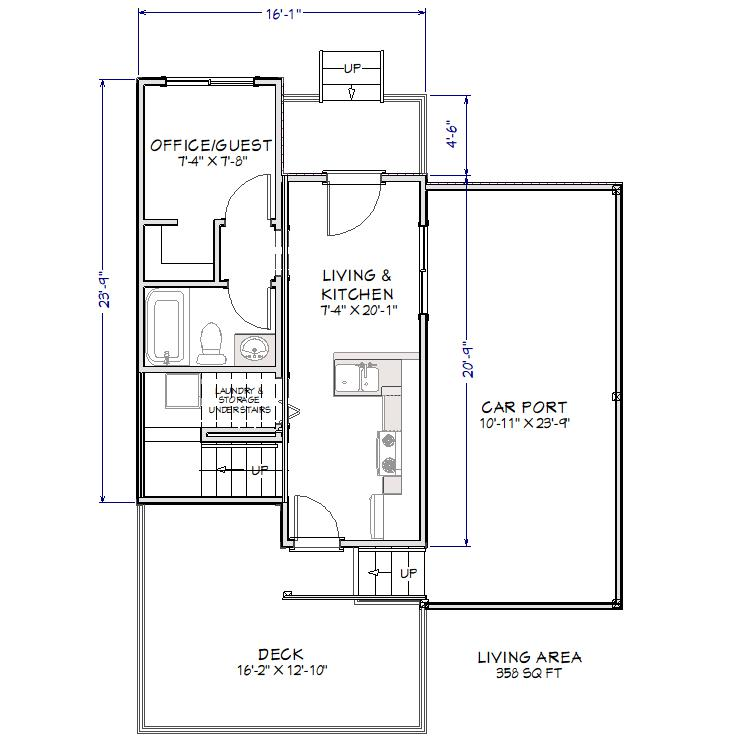 16'-1"
UP
4'-6"
OFFICE/GUEST
7'-4" X 7'-8"
23'-9"
LIVING &
KITCHEN
7'-4" X 20'-1"
20'-9"
LAUNDRY &
STORAGE
UNDER STAIRS
CAR PORT
10'-11" X 23'-9"
UP
UP
DECK
16'-2" X 12'-10"
LIVING AREA
358 SQ FT